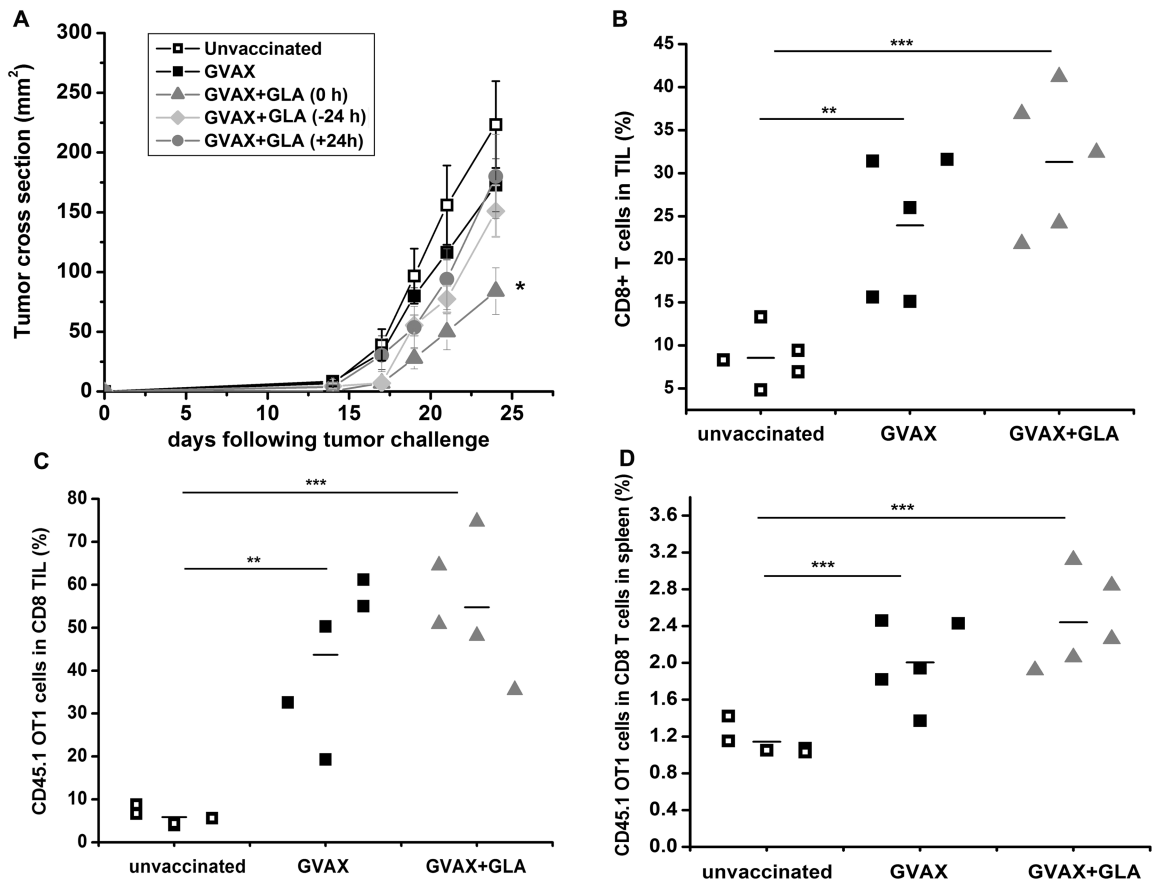 A
Tumor cross section (mm2)
300
250
200
150
100
50
0
Unvaccinated
GVAX
GVAX+GLA (0 h)
GVAX+GLA (-24 h)
GVAX+GLA (+24h)
*
0
5
10
15
20
25
days following tumor challenge
B
CD8+ T cells in TIL (%)
45
40
35
30
25
20
15
10
5
***
**
unvaccinated
GVAX
GVAX+GLA
C
CD45.1 OT1 cells in CD8 TIL (%)
80
70
60
50
40
30
20
10
0
***
**
unvaccinated
GVAX
GVAX+GLA
D
CD45.1 OT1 cells in CD8 T cells in spleen (%)
3.6
3.2
2.8
2.4
2.0
1.6
1.2
0.8
0.4
0.0
***
***
unvaccinated
GVAX
GVAX+GLA